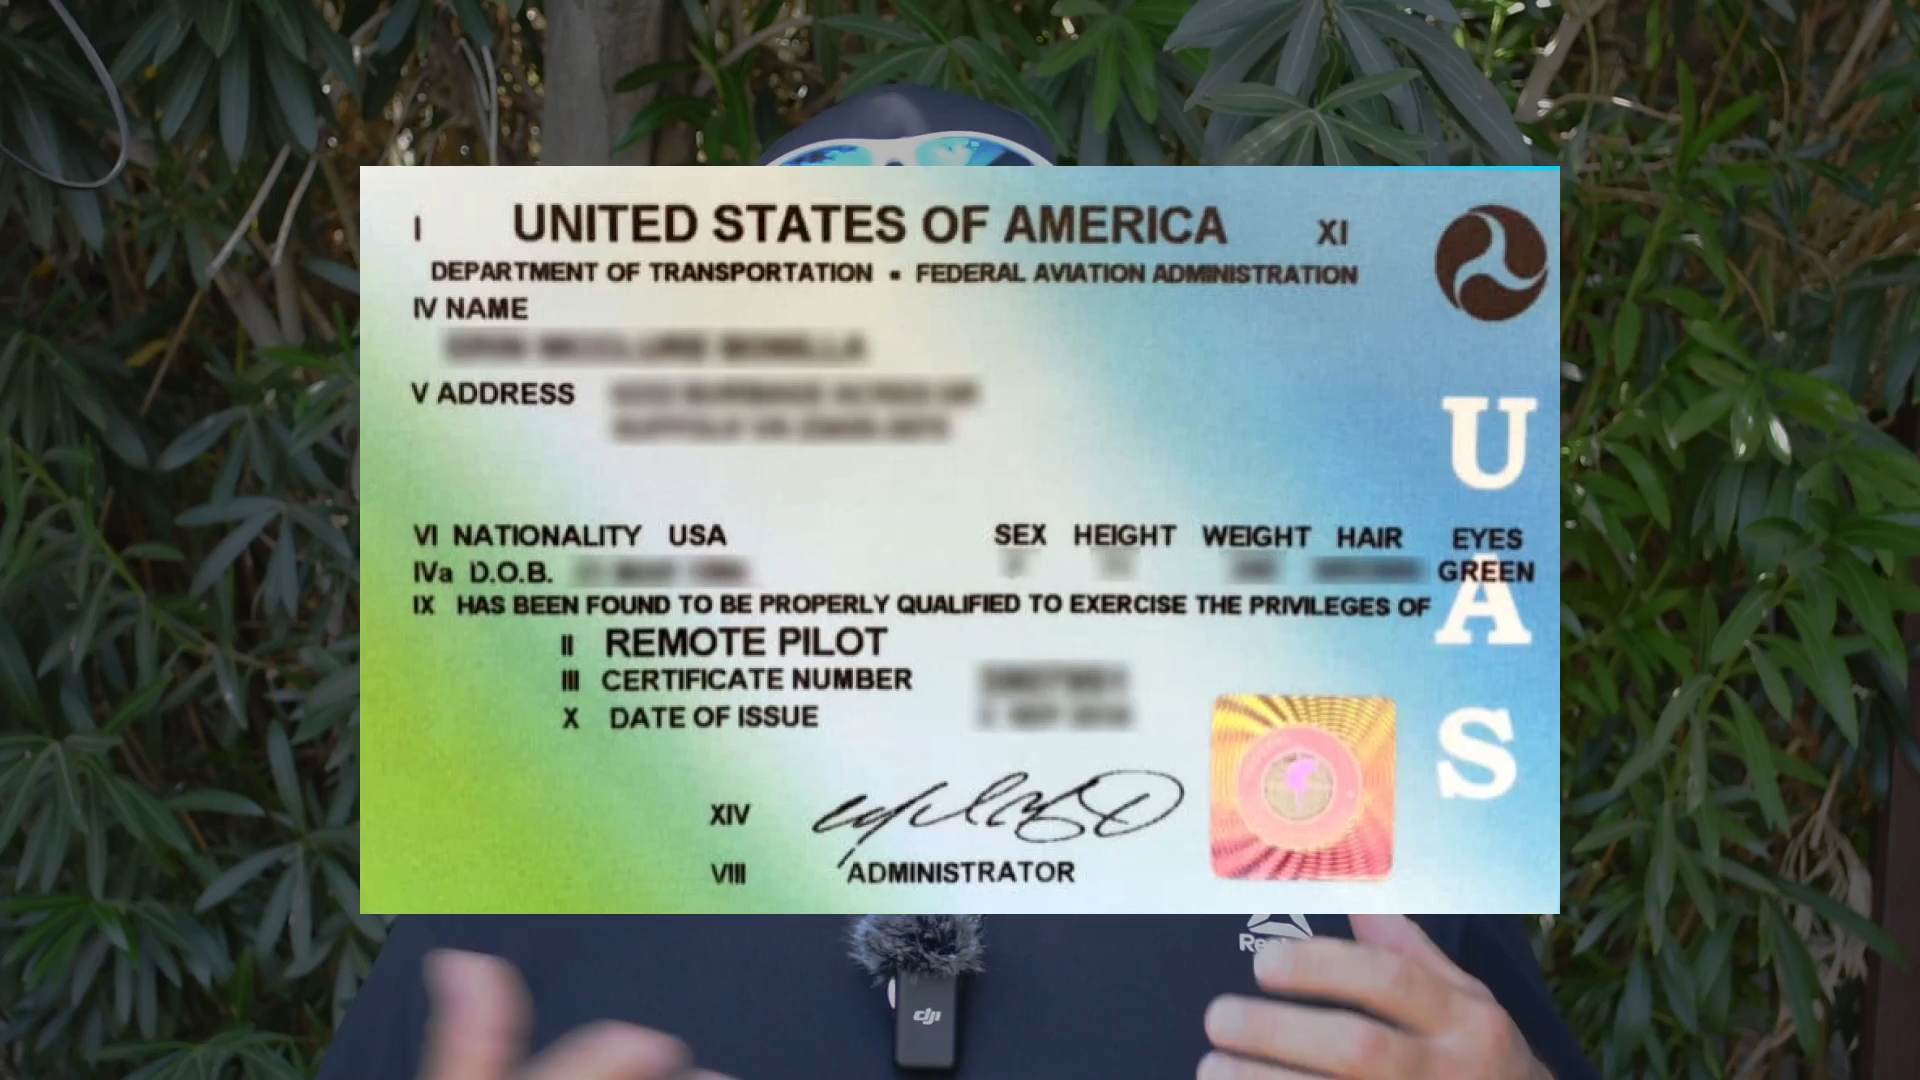 I UNITED STATES OF AMERICA XI
DEPARTMENT OF TRANSPORTATION ▪ FEDERAL AVIATION ADMINISTRATION
IV NAME
V ADDRESS
VI NATIONALITY USA SEX HEIGHT WEIGHT HAIR EYES
IVa D.O.B. GREEN
IX HAS BEEN FOUND TO BE PROPERLY QUALIFIED TO EXERCISE THE PRIVILEGES OF
II REMOTE PILOT
III CERTIFICATE NUMBER
X DATE OF ISSUE
XIV
VIII ADMINISTRATOR
U
A
S
dji